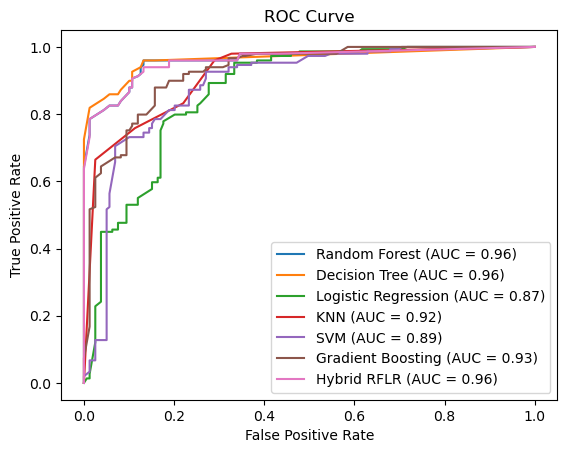 ROC Curve
True Positive Rate
1.0
0.8
0.6
0.4
0.2
0.0
Random Forest (AUC = 0.96)
Decision Tree (AUC = 0.96)
Logistic Regression (AUC = 0.87)
KNN (AUC = 0.92)
SVM (AUC = 0.89)
Gradient Boosting (AUC = 0.93)
Hybrid RFLR (AUC = 0.96)
0.0 0.2 0.4 0.6 0.8 1.0
False Positive Rate